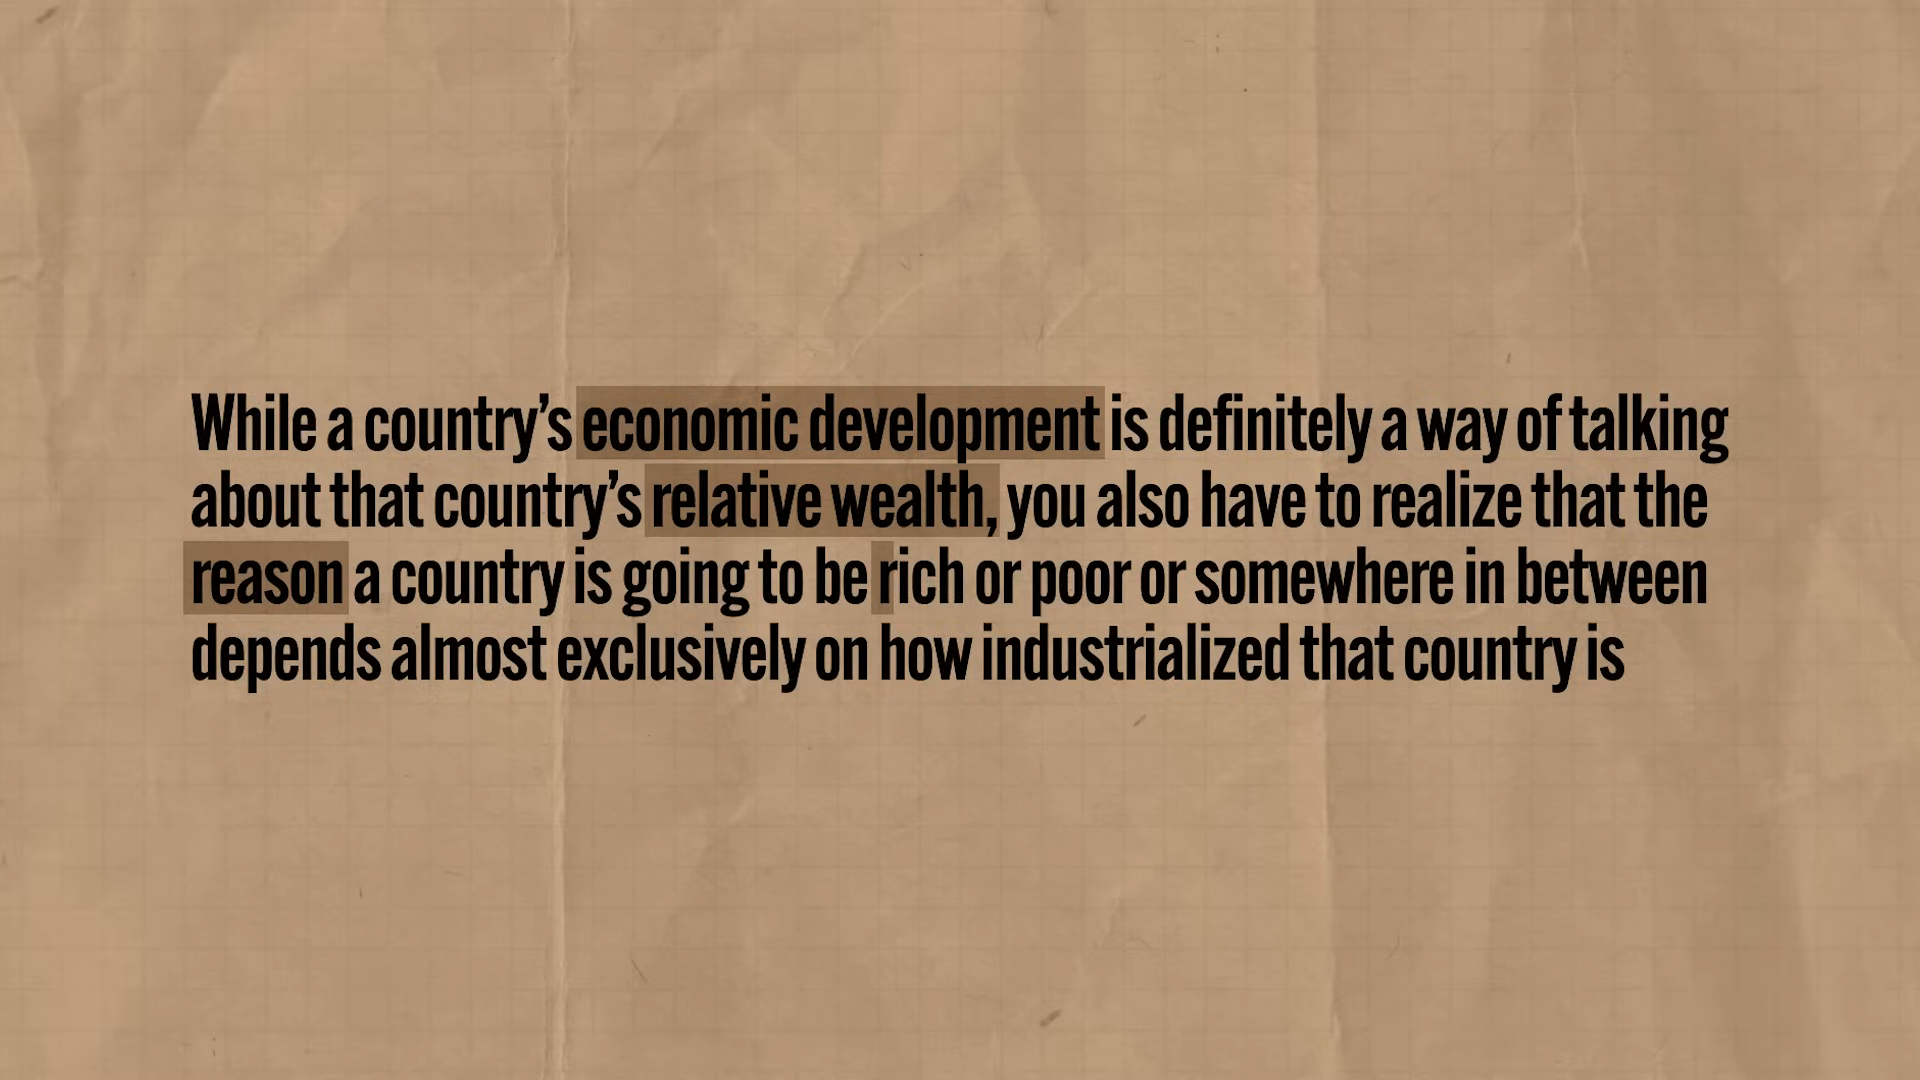 While a country’s economic development is definitely a way of talking
about that country’s relative wealth, you also have to realize that the
reason a country is going to be rich or poor or somewhere in between
depends almost exclusively on how industrialized that country is